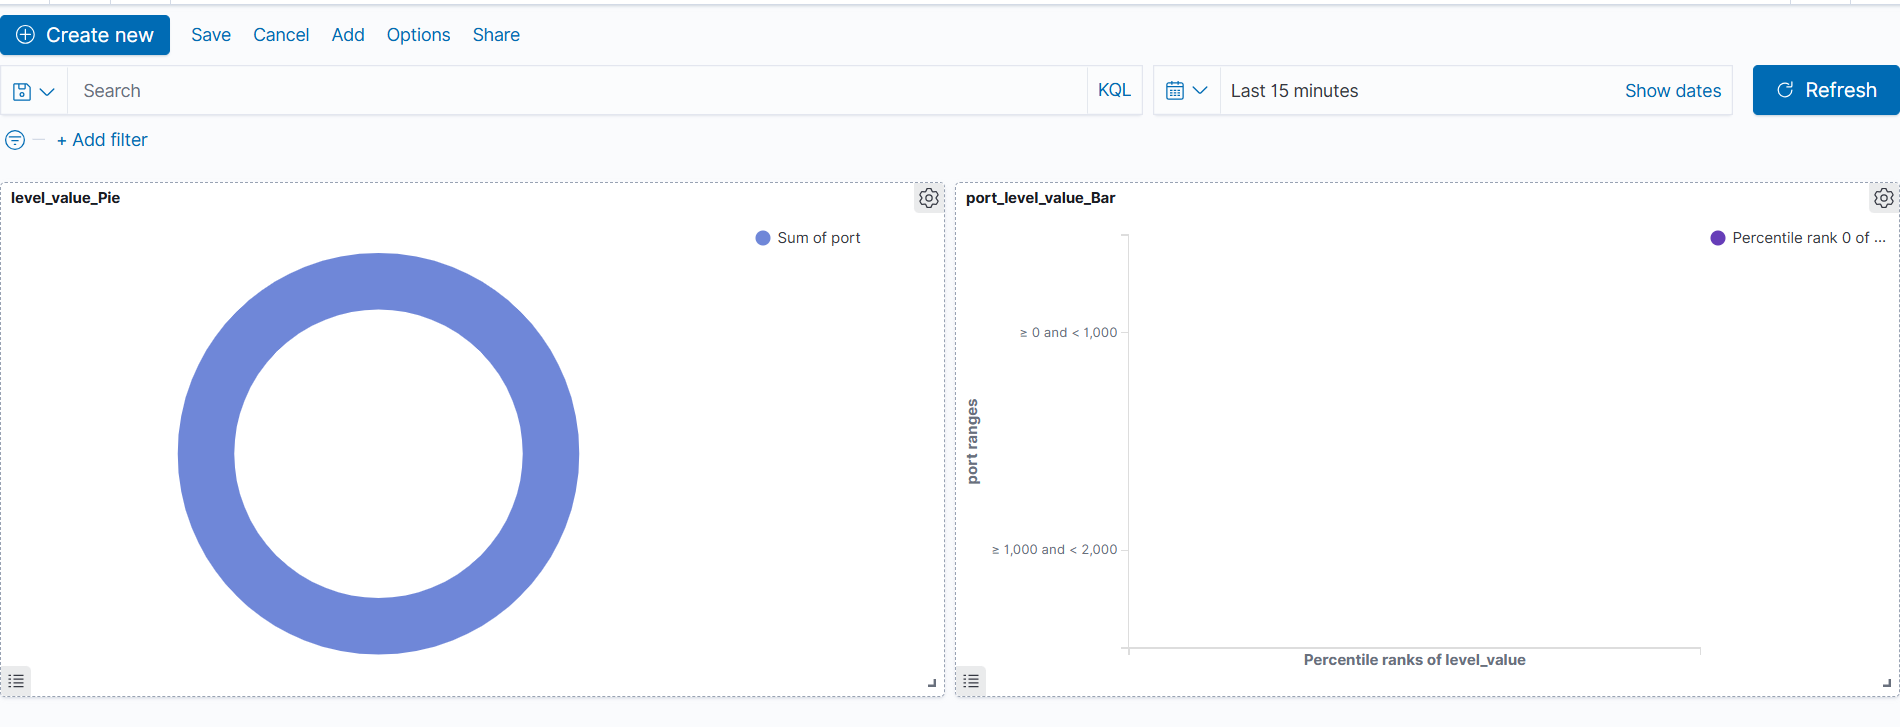 Create new Save Cancel Add Options Share
Search KQL Last 15 minutes Show dates Refresh
+ Add filter
level_value_Pie
Sum of port
port_level_value_Bar
Percentile rank 0 of ...
≥ 0 and < 1,000
port ranges
≥ 1,000 and < 2,000
Percentile ranks of level_value